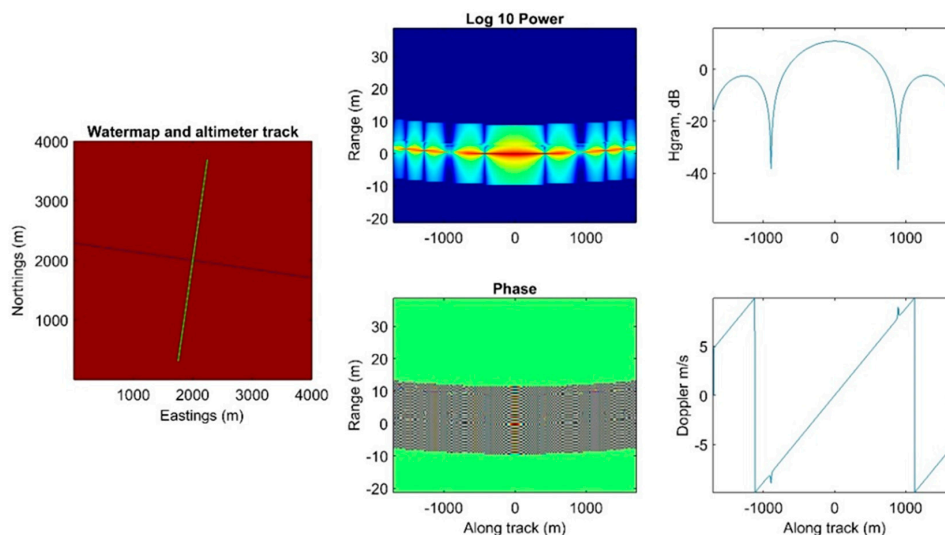 Watermap and altimeter track
4000
3000
2000
1000
Northings (m)
1000 2000 3000 4000
Eastings (m)
Log 10 Power
30
20
10
0
-10
-20
Range (m)
-1000 0 1000
0
-20
-40
Hgram, dB
-1000 0 1000
Phase
30
20
10
0
-10
-20
Range (m)
-1000 0 1000
Along track (m)
5
0
-5
Doppler m/s
-1000 0 1000
Along track (m)